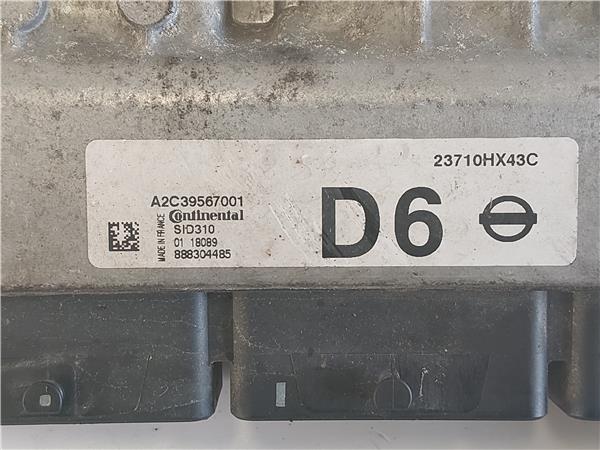 23710HX43C
A2C39567001
Continental
SID310
01 18089
888304485
MADE IN FRANCE
D6